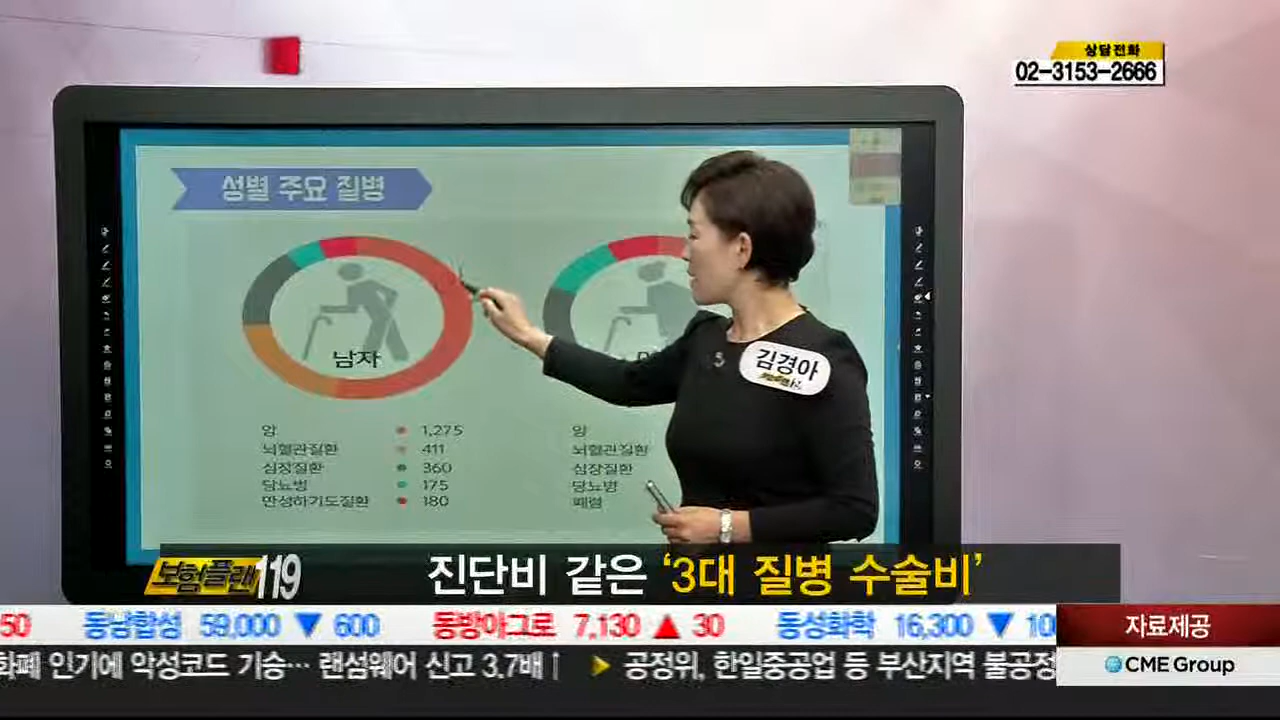 상담전화
02-3153-2666
성별 주요 질병
남자
암 1,275
뇌혈관질환 411
심장질환 360
당뇨병 175
만성하기도질환 180
암
뇌혈관질환
심장질환
당뇨병
폐렴
김경아
보험플랜119
진단비 같은 ‘3대 질병 수술비’
50 동남합성 59,000 ▼ 600 동방아그로 7,130 ▲ 30 동성화학 16,300 ▼ 10
자료제공
화폐 인기에 악성코드 기승… 랜섬웨어 신고 3.7배↑ 공정위, 한일중공업 등 부산지역 불공정
CME Group